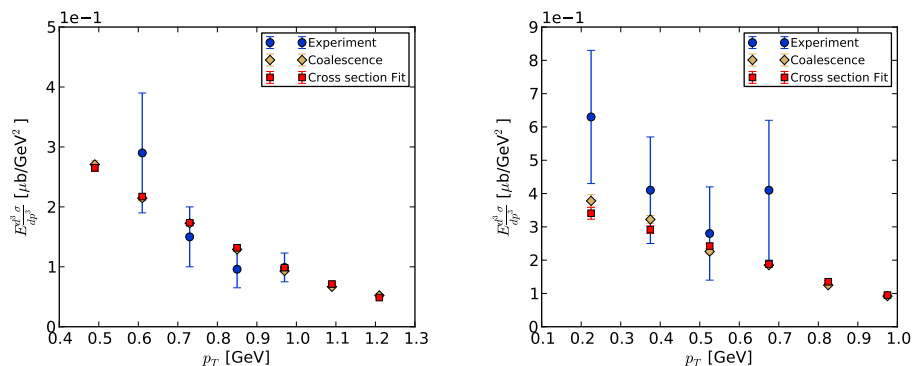 1e−1
5
4
3
2
1
0
0.4 0.5 0.6 0.7 0.8 0.9 1.0 1.1 1.2 1.3
p_T [GeV]
E d³σ/dp³ [μb/GeV²]
Experiment
Coalescence
Cross section Fit
1e−1
9
8
7
6
5
4
3
2
1
0
0.1 0.2 0.3 0.4 0.5 0.6 0.7 0.8 0.9 1.0
p_T [GeV]
E d³σ/dp³ [μb/GeV²]
Experiment
Coalescence
Cross section Fit